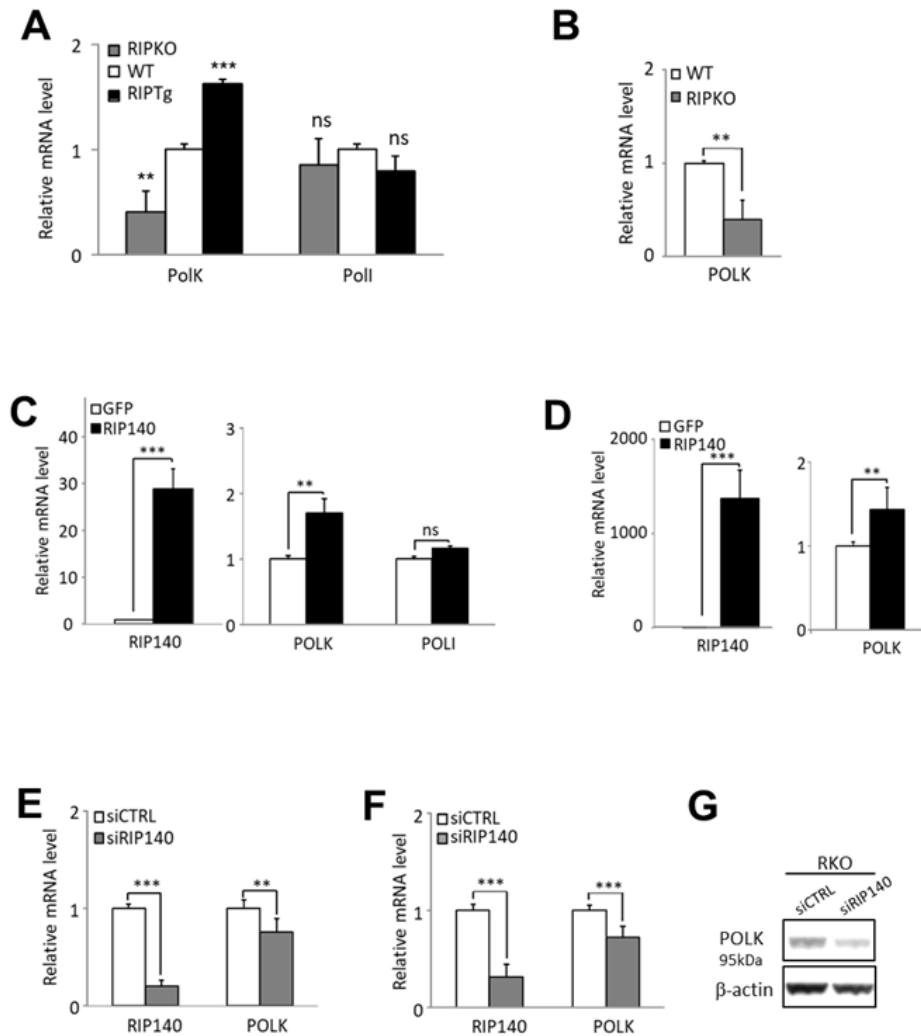 A
Relative mRNA level
2
1
0
RIPKO
WT
RIPTg
**
***
ns
ns
PolK
PolI
B
Relative mRNA level
2
1
0
WT
RIPKO
**
POLK
C
Relative mRNA level
40
30
20
10
0
GFP
RIP140
***
RIP140
3
2
1
0
**
ns
POLK
POLI
D
Relative mRNA level
2000
1000
0
GFP
RIP140
***
RIP140
2
1
0
**
POLK
E
Relative mRNA level
2
1
0
siCTRL
siRIP140
***
**
RIP140
POLK
F
Relative mRNA level
2
1
0
siCTRL
siRIP140
***
***
RIP140
POLK
G
RKO
siCTRL
siRIP140
POLK
95kDa
β-actin